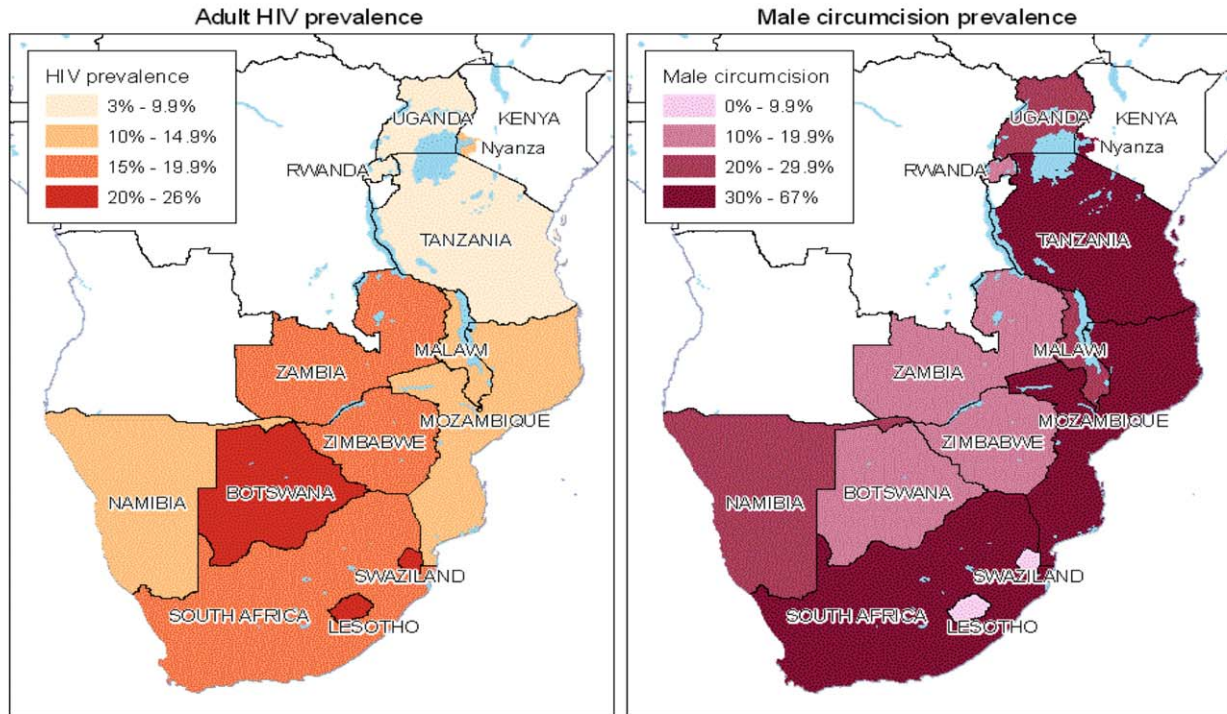 Adult HIV prevalence
HIV prevalence
3% - 9.9%
10% - 14.9%
15% - 19.9%
20% - 26%
UGANDA
KENYA
Nyanza
RWANDA
TANZANIA
MALAWI
ZAMBIA
MOZAMBIQUE
ZIMBABWE
NAMIBIA
BOTSWANA
SWAZILAND
SOUTH AFRICA
LESOTHO
Male circumcision prevalence
Male circumcision
0% - 9.9%
10% - 19.9%
20% - 29.9%
30% - 67%
UGANDA
KENYA
Nyanza
RWANDA
TANZANIA
MALAWI
ZAMBIA
MOZAMBIQUE
ZIMBABWE
NAMIBIA
BOTSWANA
SWAZILAND
SOUTH AFRICA
LESOTHO